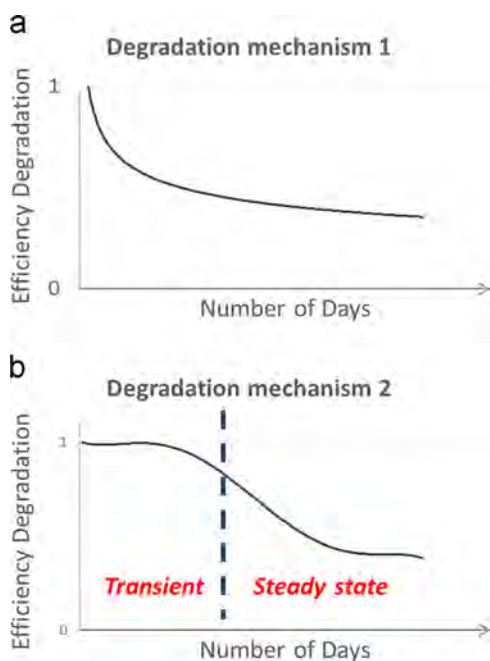 a
Degradation mechanism 1
Efficiency Degradation
1
0
Number of Days
b
Degradation mechanism 2
Efficiency Degradation
1
Transient
Steady state
0
Number of Days